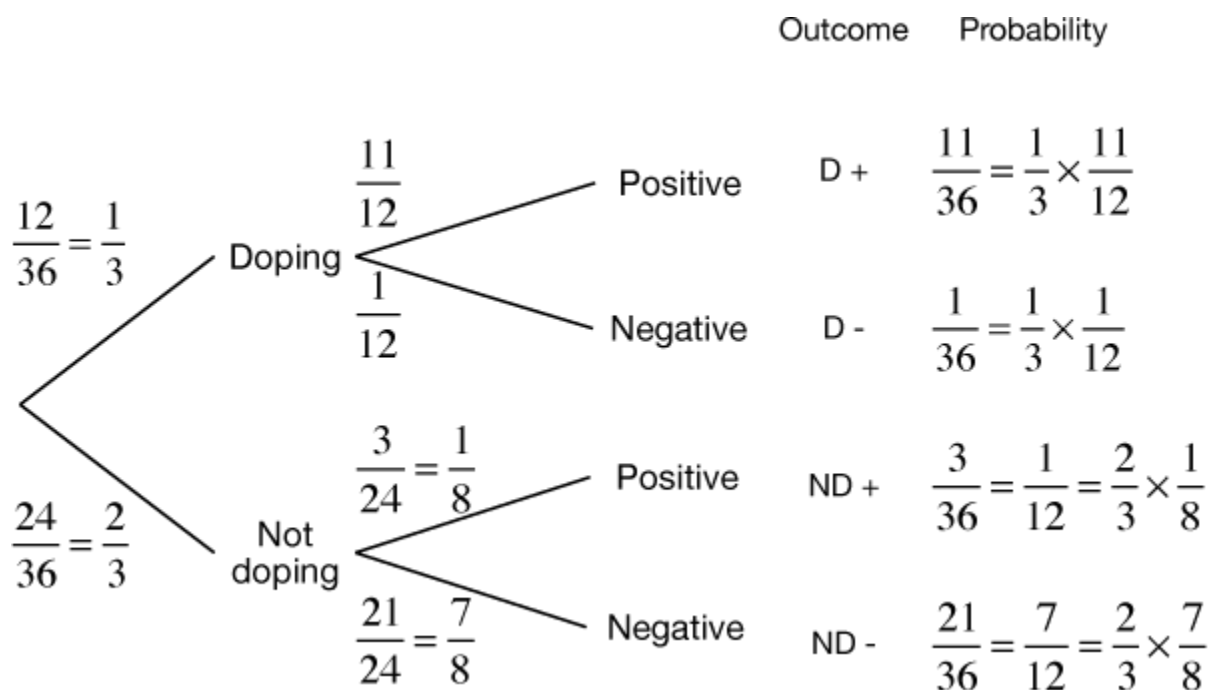 Outcome Probability
11/12
Positive D + 11/36 = 1/3 × 11/12
12/36 = 1/3
Doping
1/12
Negative D - 1/36 = 1/3 × 1/12
3/24 = 1/8
Positive ND + 3/36 = 1/12 = 2/3 × 1/8
24/36 = 2/3
Not
doping
21/24 = 7/8
Negative ND - 21/36 = 7/12 = 2/3 × 7/8